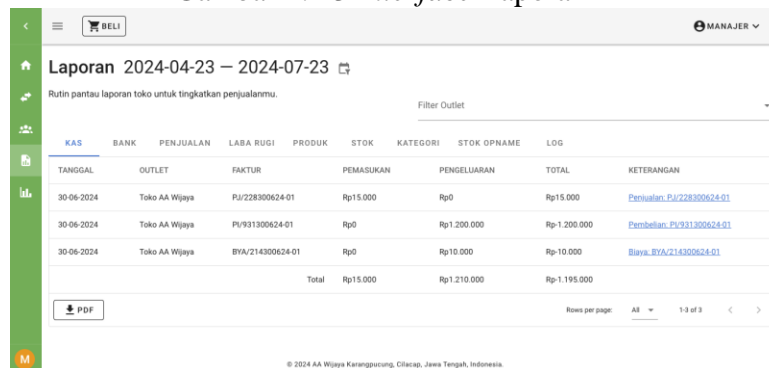 BELI
MANAJER
Laporan 2024-04-23 — 2024-07-23
Rutin pantau laporan toko untuk tingkatkan penjualanmu.
Filter Outlet
KAS BANK PENJUALAN LABA RUGI PRODUK STOK KATEGORI STOK OPNAME LOG
TANGGAL OUTLET FAKTUR PEMASUKAN PENGELUARAN TOTAL KETERANGAN
30-06-2024 Toko AA Wijaya PJ/228300624-01 Rp15.000 Rp0 Rp15.000 Penjualan: PJ/228300624-01
30-06-2024 Toko AA Wijaya PI/931300624-01 Rp0 Rp1.200.000 Rp-1.200.000 Pembelian: PI/931300624-01
30-06-2024 Toko AA Wijaya BYA/214300624-01 Rp0 Rp10.000 Rp-10.000 Biaya: BYA/214300624-01
Total Rp15.000 Rp1.210.000 Rp-1.195.000
PDF Rows per page: All 1-3 of 3
M
© 2024 AA Wijaya Karangpucung, Cilacap, Jawa Tengah, Indonesia.